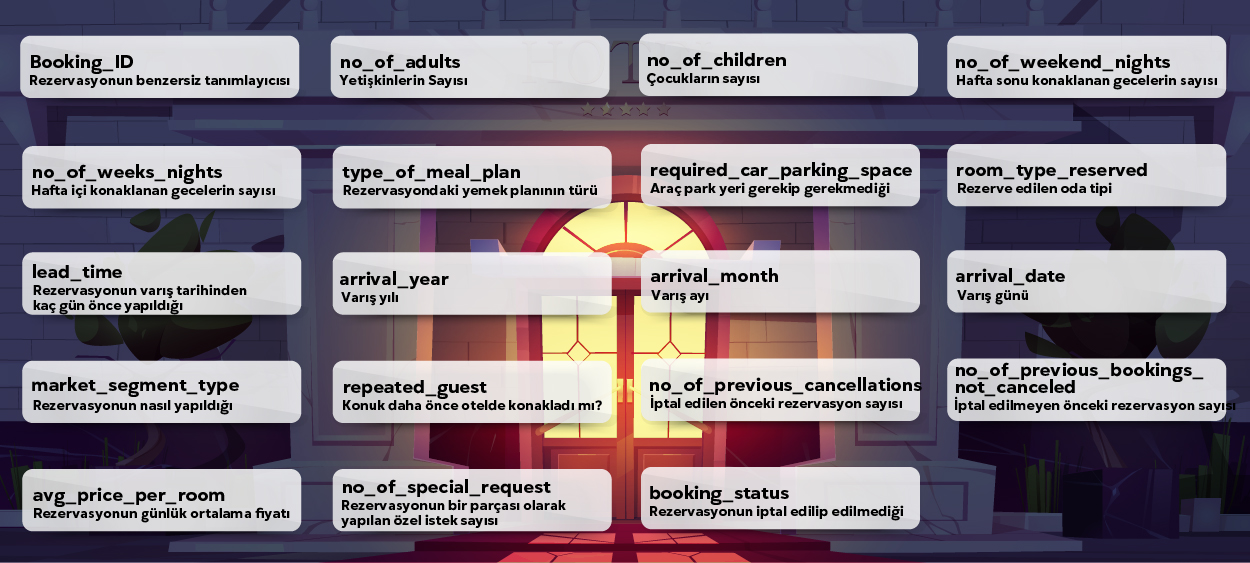 HOT
Booking_ID
Rezervasyonun benzersiz tanımlayıcısı
no_of_adults
Yetişkinlerin Sayısı
no_of_children
Çocukların sayısı
no_of_weekend_nights
Hafta sonu konaklanan gecelerin sayısı
no_of_weeks_nights
Hafta içi konaklanan gecelerin sayısı
type_of_meal_plan
Rezervasyondaki yemek planının türü
required_car_parking_space
Araç park yeri gerekip gerekmediği
room_type_reserved
Rezerve edilen oda tipi
lead_time
Rezervasyonun varış tarihinden
kaç gün önce yapıldığı
arrival_year
Varış yılı
arrival_month
Varış ayı
arrival_date
Varış günü
market_segment_type
Rezervasyonun nasıl yapıldığı
repeated_guest
Konuk daha önce otelde konakladı mı?
no_of_previous_cancellations
İptal edilen önceki rezervasyon sayısı
no_of_previous_bookings_
not_canceled
İptal edilmeyen önceki rezervasyon sayısı
avg_price_per_room
Rezervasyonun günlük ortalama fiyatı
no_of_special_request
Rezervasyonun bir parçası olarak
yapılan özel istek sayısı
booking_status
Rezervasyonun iptal edilip edilmediği